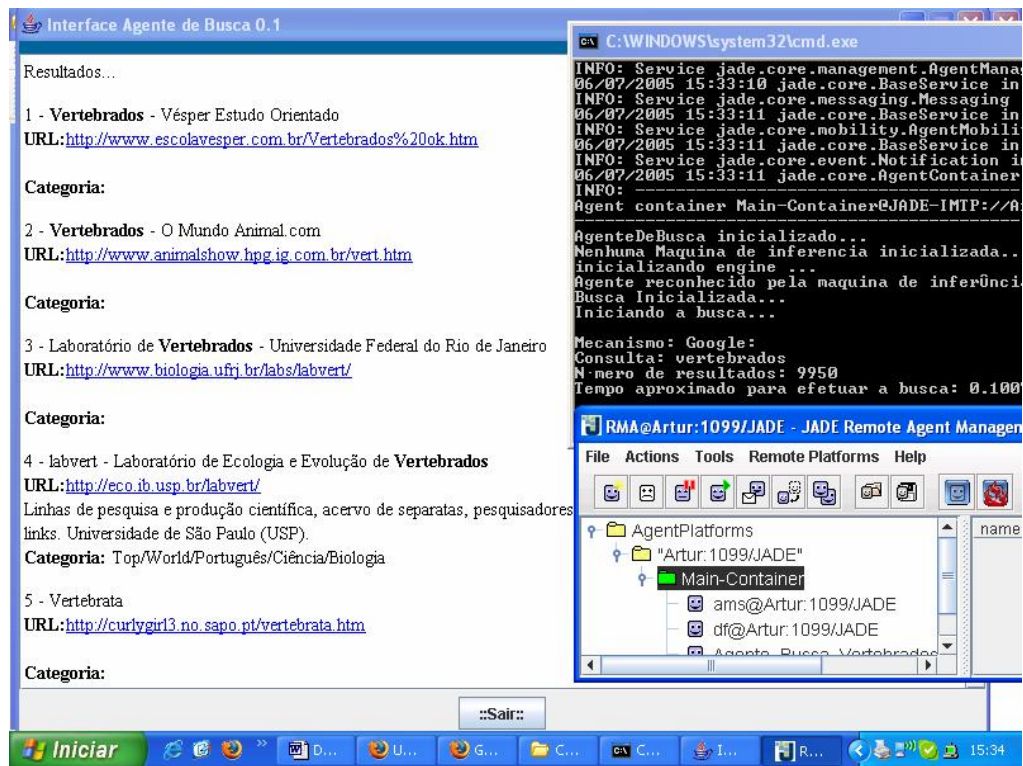 Interface Agente de Busca 0.1
Resultados...
1 - Vertebrados - Vésper Estudo Orientado
URL:http://www.escolavesper.com.br/Vertebrados%20ok.htm
Categoria:
2 - Vertebrados - O Mundo Animal.com
URL:http://www.animalshow.hpg.ig.com.br/vert.htm
Categoria:
3 - Laboratório de Vertebrados - Universidade Federal do Rio de Janeiro
URL:http://www.biologia.ufrj.br/labs/labvert/
Categoria:
4 - labvert - Laboratório de Ecologia e Evolução de Vertebrados
URL:http://eco.ib.usp.br/labvert/
Linhas de pesquisa e produção científica, acervo de separatas, pesquisadores
links. Universidade de São Paulo (USP).
Categoria: Top/World/Português/Ciência/Biologia
5 - Vertebrata
URL:http://curlygirl3.no.sapo.pt/vertebrata.htm
Categoria:
::Sair::
C:\WINDOWS\system32\cmd.exe
INFO: Service jade.core.management.AgentMana
06/07/2005 15:33:10 jade.core.BaseService in
INFO: Service jade.core.messaging.Messaging
06/07/2005 15:33:11 jade.core.BaseService in
INFO: Service jade.core.mobility.AgentMobili
06/07/2005 15:33:11 jade.core.BaseService in
INFO: Service jade.core.event.Notification i
06/07/2005 15:33:11 jade.core.AgentContainer
INFO: ----------------------------------
Agent container Main-Container@JADE-IMTP://A
AgenteDeBusca inicializado...
Nenhuma Maquina de inferencia inicializada..
inicializando engine ...
Agente reconhecido pela maquina de inferÛnci
Busca Inicializada...
Iniciando a busca...
Mecanismo: Google:
Consulta: vertebrados
N·mero de resultados: 9950
Tempo aproximado para efetuar a busca: 0.100
RMA@Artur:1099/JADE - JADE Remote Agent Managem
File Actions Tools Remote Platforms Help
AgentPlatforms
"Artur:1099/JADE"
Main-Container
ams@Artur:1099/JADE
df@Artur:1099/JADE
Agente_Busca_Vertebrados
name
Iniciar
D... U... G... C... C... I... R... 15:34